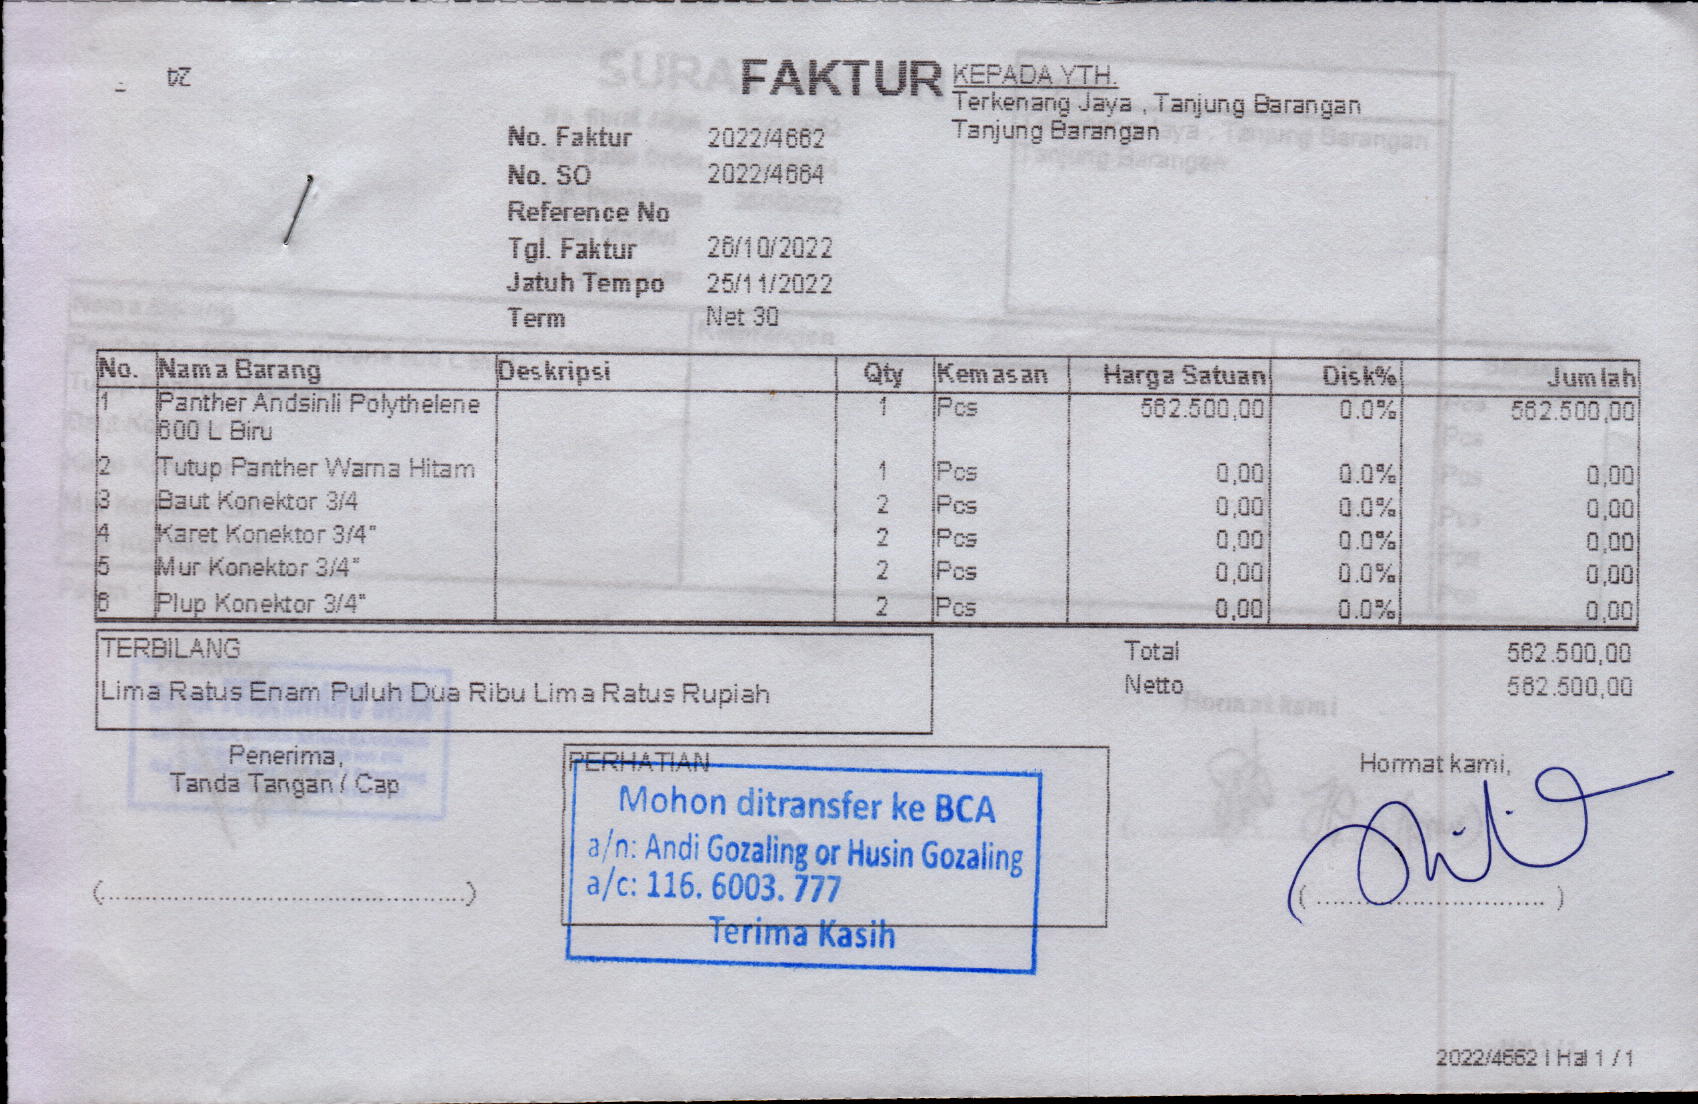 24
FAKTUR
KEPADA YTH.
Terkenang Jaya , Tanjung Barangan
Tanjung Barangan
No. Faktur 2022/4662
No. SO 2022/4664
Reference No
Tgl. Faktur 26/10/2022
Jatuh Tempo 25/11/2022
Term Net 30
No. Nama Barang Deskripsi Qty Kemasan Harga Satuan Disk% Jumlah
1 Panther Andsinli Polythelene 1 Pcs 562.500,00 0.0% 562.500,00
600 L Biru
2 Tutup Panther Warna Hitam 1 Pcs 0,00 0.0% 0,00
3 Baut Konektor 3/4 2 Pcs 0,00 0.0% 0,00
4 Karet Konektor 3/4" 2 Pcs 0,00 0.0% 0,00
5 Mur Konektor 3/4" 2 Pcs 0,00 0.0% 0,00
6 Plup Konektor 3/4" 2 Pcs 0,00 0.0% 0,00
TERBILANG
Lima Ratus Enam Puluh Dua Ribu Lima Ratus Rupiah
Total 562.500,00
Netto 562.500,00
Penerima,
Tanda Tangan / Cap
(..............................................)
PERHATIAN
Mohon ditransfer ke BCA
a/n: Andi Gozaling or Husin Gozaling
a/c: 116. 6003. 777
Terima Kasih
Hormat kami,
( ............................. )
2022/4662 | Hal 1 / 1